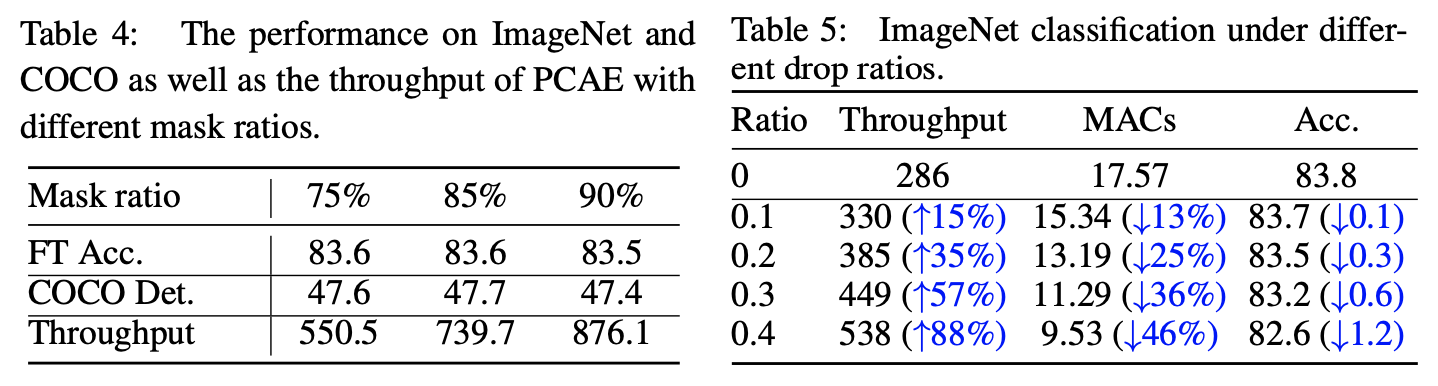 Table 4: The performance on ImageNet and
COCO as well as the throughput of PCAE with
different mask ratios.
Mask ratio 75% 85% 90%
FT Acc. 83.6 83.6 83.5
COCO Det. 47.6 47.7 47.4
Throughput 550.5 739.7 876.1
Table 5: ImageNet classification under differ-
ent drop ratios.
Ratio Throughput MACs Acc.
0 286 17.57 83.8
0.1 330 (↑15%) 15.34 (↓13%) 83.7 (↓0.1)
0.2 385 (↑35%) 13.19 (↓25%) 83.5 (↓0.3)
0.3 449 (↑57%) 11.29 (↓36%) 83.2 (↓0.6)
0.4 538 (↑88%) 9.53 (↓46%) 82.6 (↓1.2)